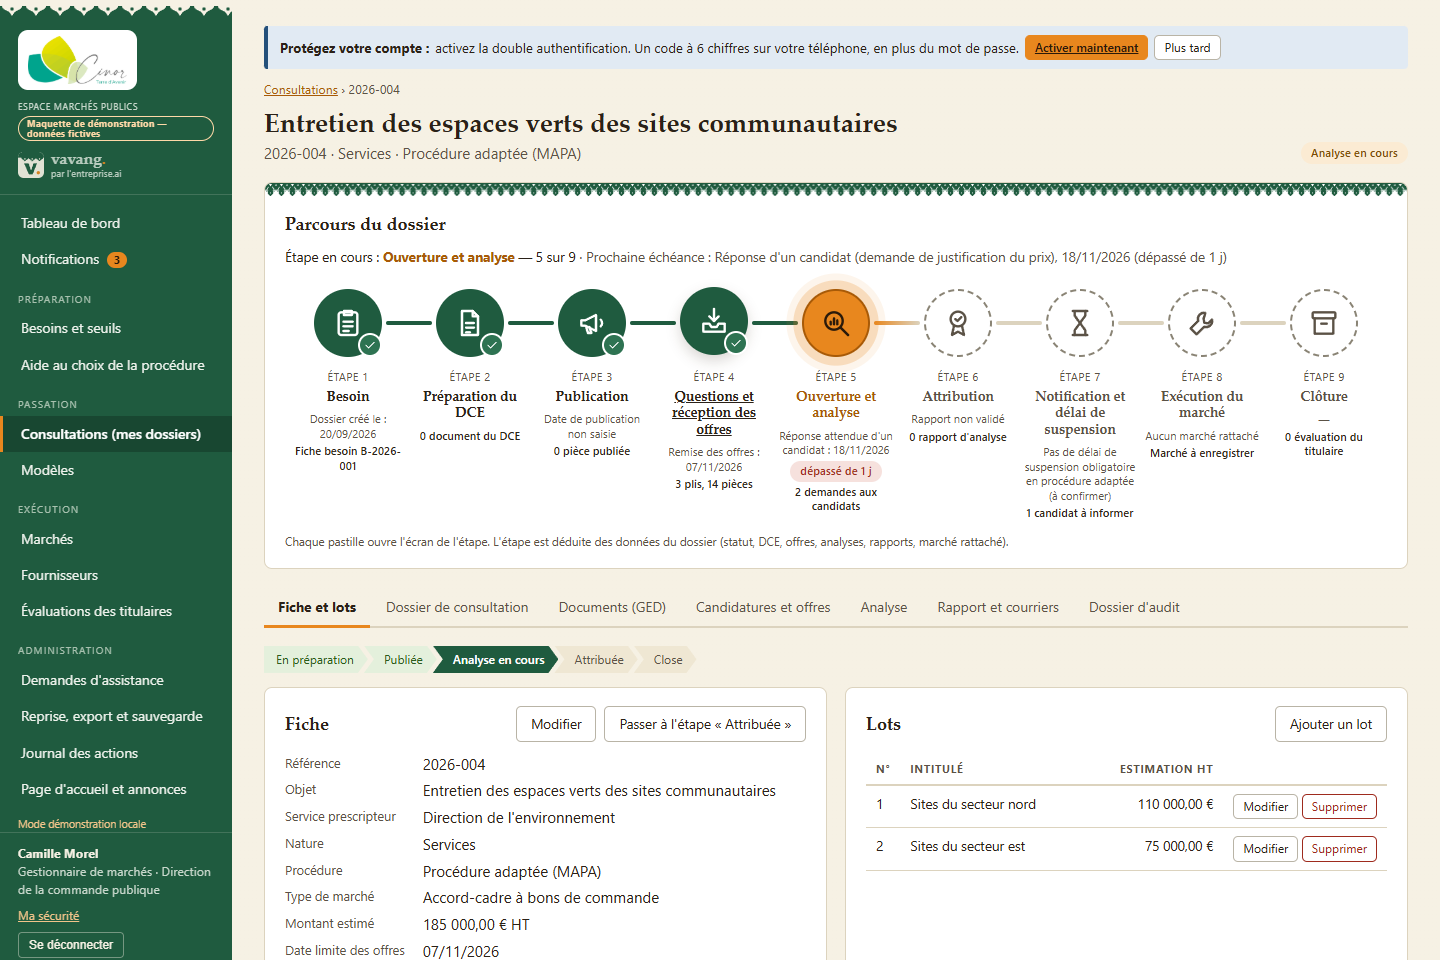 Cinor
Terre d'Avenir
ESPACE MARCHÉS PUBLICS
Maquette de démonstration —
données fictives
vavang.
par l'entreprise.ai
Tableau de bord
Notifications 3
PRÉPARATION
Besoins et seuils
Aide au choix de la procédure
PASSATION
Consultations (mes dossiers)
Modèles
EXÉCUTION
Marchés
Fournisseurs
Évaluations des titulaires
ADMINISTRATION
Demandes d'assistance
Reprise, export et sauvegarde
Journal des actions
Page d'accueil et annonces
Mode démonstration locale
Camille Morel
Gestionnaire de marchés · Direction
de la commande publique
Ma sécurité
Se déconnecter
Protégez votre compte : activez la double authentification. Un code à 6 chiffres sur votre téléphone, en plus du mot de passe. Activer maintenant Plus tard
Consultations › 2026-004
Entretien des espaces verts des sites communautaires
2026-004 · Services · Procédure adaptée (MAPA)
Analyse en cours
Parcours du dossier
Étape en cours : Ouverture et analyse — 5 sur 9 · Prochaine échéance : Réponse d'un candidat (demande de justification du prix), 18/11/2026 (dépassé de 1 j)
ÉTAPE 1
Besoin
Dossier créé le :
20/09/2026
Fiche besoin B-2026-
001
ÉTAPE 2
Préparation du
DCE
0 document du DCE
ÉTAPE 3
Publication
Date de publication
non saisie
0 pièce publiée
ÉTAPE 4
Questions et
réception des
offres
Remise des offres :
07/11/2026
3 plis, 14 pièces
ÉTAPE 5
Ouverture et
analyse
Réponse attendue d'un
candidat : 18/11/2026
dépassé de 1 j
2 demandes aux
candidats
ÉTAPE 6
Attribution
Rapport non validé
0 rapport d'analyse
ÉTAPE 7
Notification et
délai de
suspension
Pas de délai de
suspension obligatoire
en procédure adaptée
(à confirmer)
1 candidat à informer
ÉTAPE 8
Exécution du
marché
Aucun marché rattaché
Marché à enregistrer
ÉTAPE 9
Clôture
—
0 évaluation du
titulaire
Chaque pastille ouvre l'écran de l'étape. L'étape est déduite des données du dossier (statut, DCE, offres, analyses, rapports, marché rattaché).
Fiche et lots Dossier de consultation Documents (GED) Candidatures et offres Analyse Rapport et courriers Dossier d'audit
En préparation Publiée Analyse en cours Attribuée Close
Fiche Modifier Passer à l'étape « Attribuée »
Référence 2026-004
Objet Entretien des espaces verts des sites communautaires
Service prescripteur Direction de l'environnement
Nature Services
Procédure Procédure adaptée (MAPA)
Type de marché Accord-cadre à bons de commande
Montant estimé 185 000,00 € HT
Date limite des offres 07/11/2026
Lots Ajouter un lot
N° INTITULÉ ESTIMATION HT
1 Sites du secteur nord 110 000,00 € Modifier Supprimer
2 Sites du secteur est 75 000,00 € Modifier Supprimer